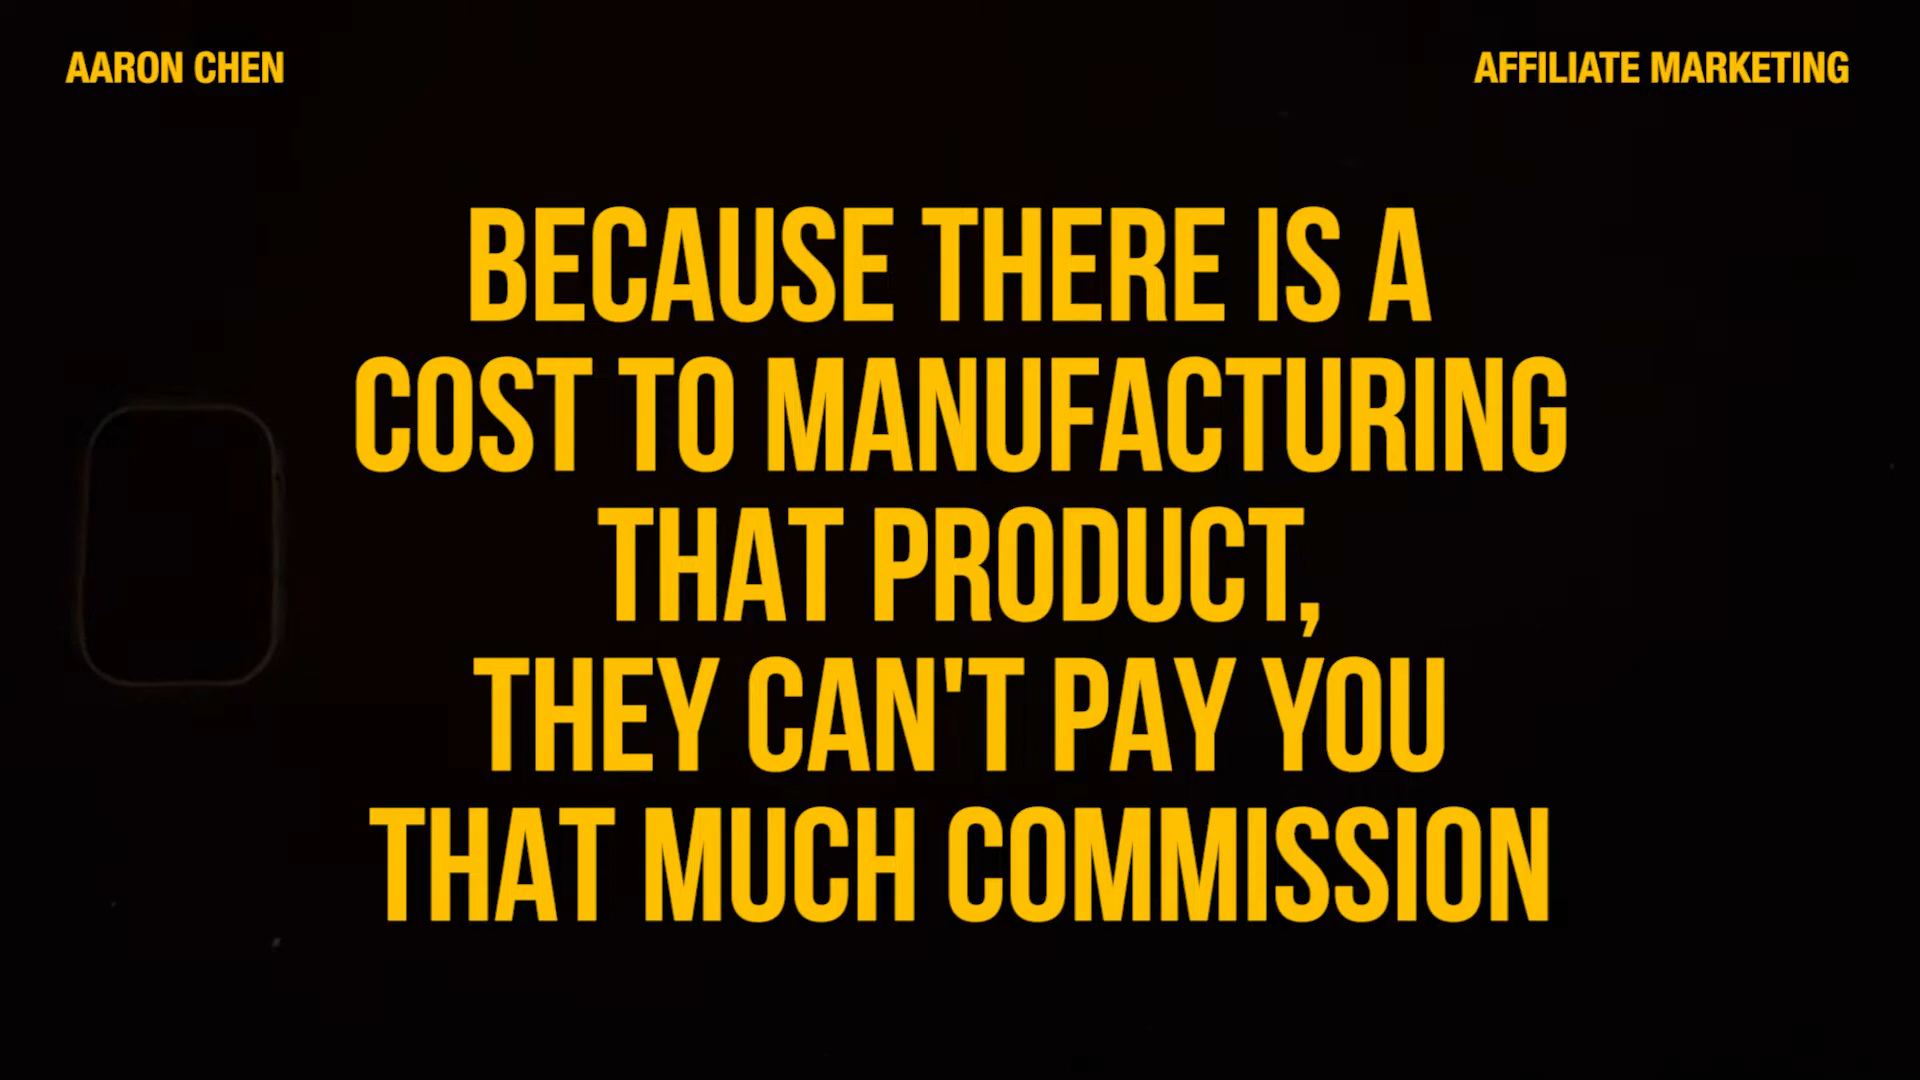 AARON CHEN
AFFILIATE MARKETING
BECAUSE THERE IS A
COST TO MANUFACTURING
THAT PRODUCT,
THEY CAN'T PAY YOU
THAT MUCH COMMISSION